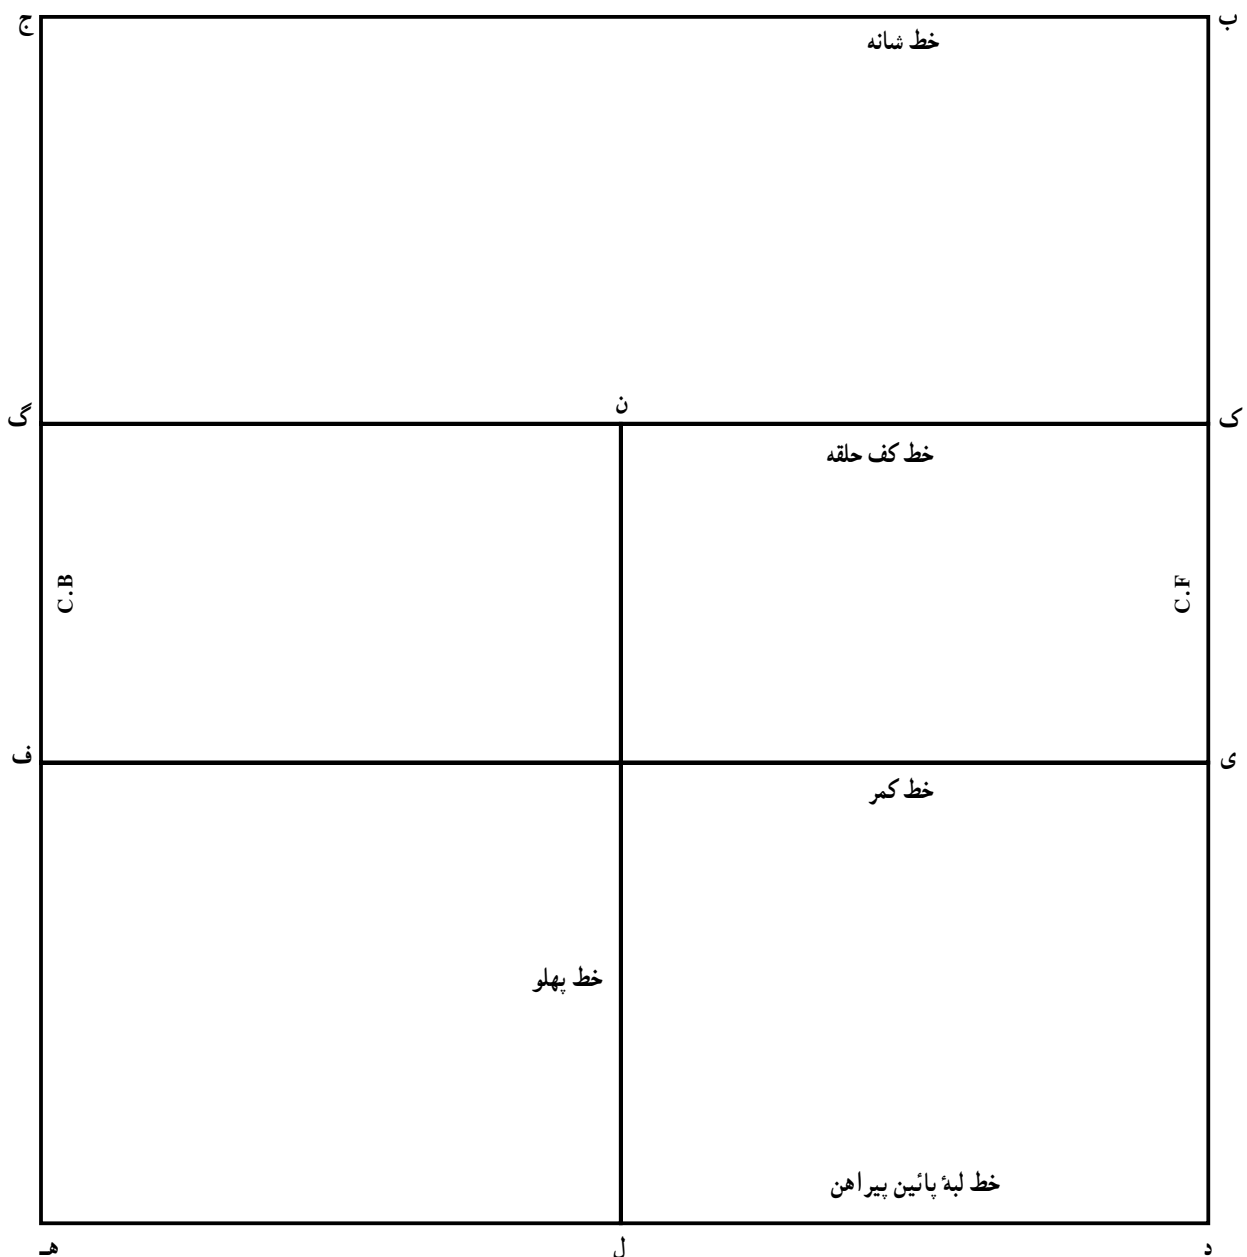 ب
ج
خط شانه
ن
ک
گ
خط کف حلقه
C.F
C.B
ی
ف
خط کمر
خط پهلو
خط لبهٔ پائین پیراهن
د
ل
هـ